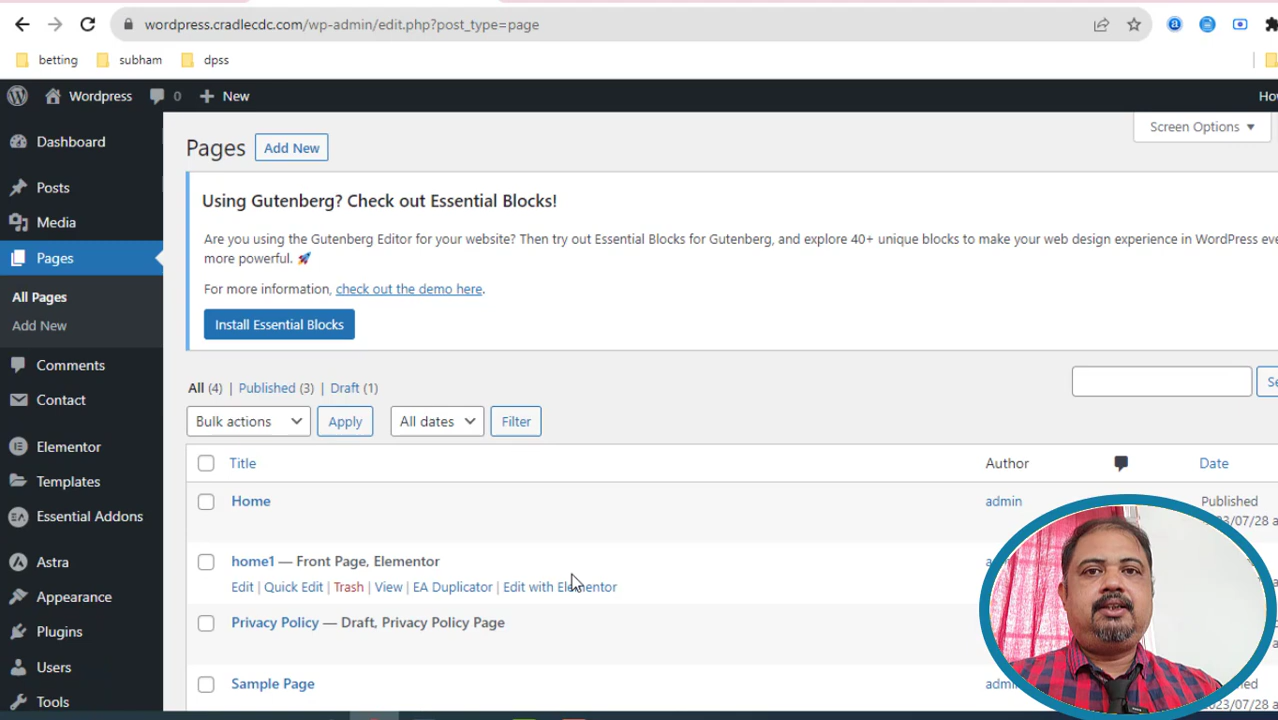 wordpress.cradlecdc.com/wp-admin/edit.php?post_type=page
betting subham dpss
Wordpress 0 + New
Dashboard
Posts
Media
Pages
All Pages
Add New
Comments
Contact
Elementor
Templates
Essential Addons
Astra
Appearance
Plugins
Users
Tools
Screen Options
Pages Add New
Using Gutenberg? Check out Essential Blocks!
Are you using the Gutenberg Editor for your website? Then try out Essential Blocks for Gutenberg, and explore 40+ unique blocks to make your web design experience in WordPress
more powerful. 🚀
For more information, check out the demo here.
Install Essential Blocks
All (4) | Published (3) | Draft (1)
Bulk actions Apply All dates Filter
Title Author Date
Home admin Published
home1 — Front Page, Elementor
Edit | Quick Edit | Trash | View | EA Duplicator | Edit with Elementor
Privacy Policy — Draft, Privacy Policy Page
Sample Page